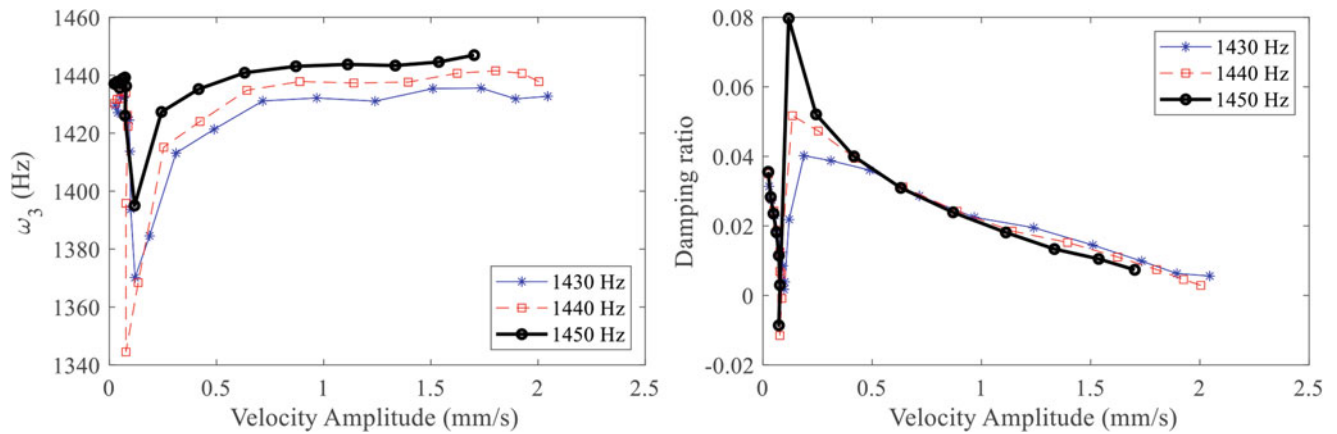 1460
1440
1420
1400
1380
1360
1340
ω3 (Hz)
0 0.5 1 1.5 2 2.5
Velocity Amplitude (mm/s)
1430 Hz
1440 Hz
1450 Hz
0.08
0.06
0.04
0.02
0
-0.02
Damping ratio
0 0.5 1 1.5 2 2.5
Velocity Amplitude (mm/s)
1430 Hz
1440 Hz
1450 Hz